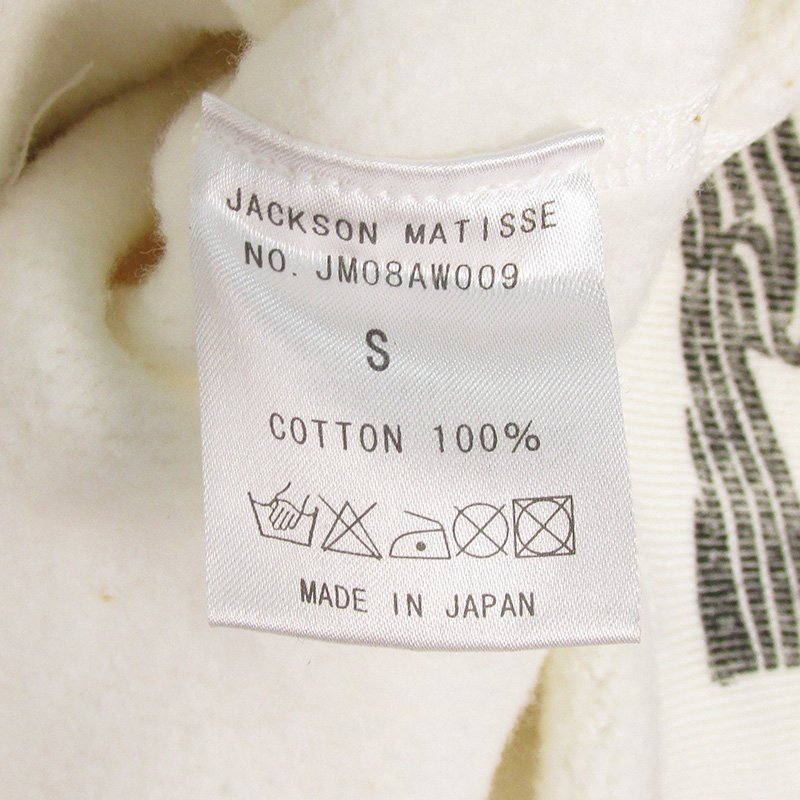 JACKSON MATISSE
NO. JM08AW009
S
COTTON 100%
MADE IN JAPAN